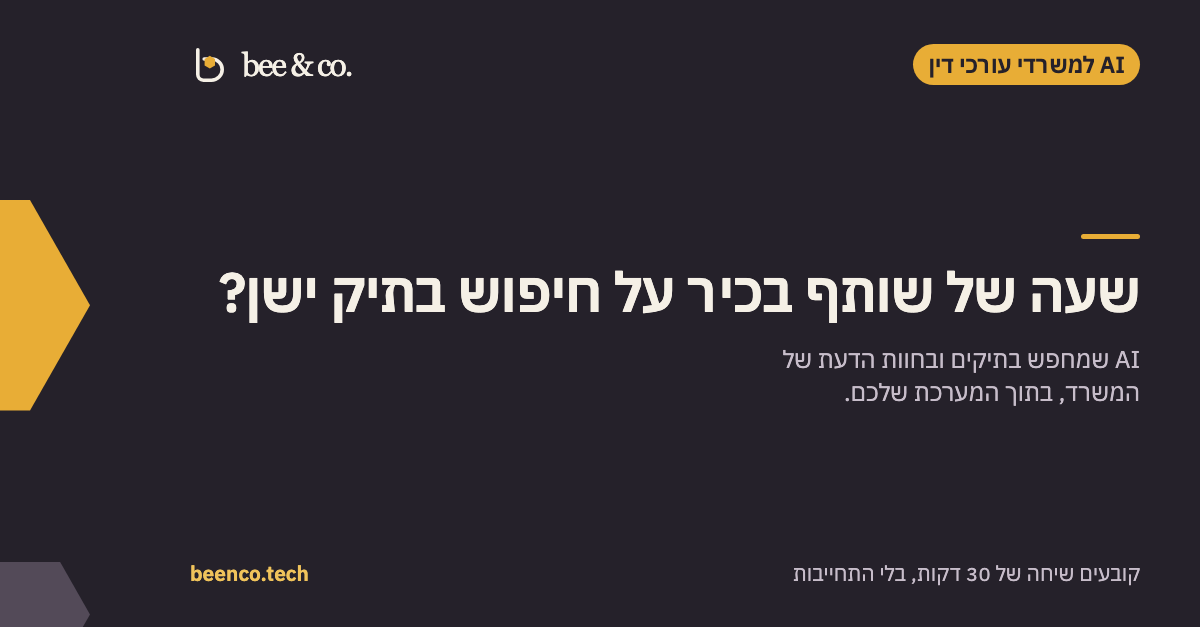 AI למשרדי עורכי דין
bee & co.
שעה של שותף בכיר על חיפוש בתיק ישן?
AI שמחפש בתיקים ובחוות הדעת של
המשרד, בתוך המערכת שלכם.
קובעים שיחה של 30 דקות, בלי התחייבות
beenco.tech